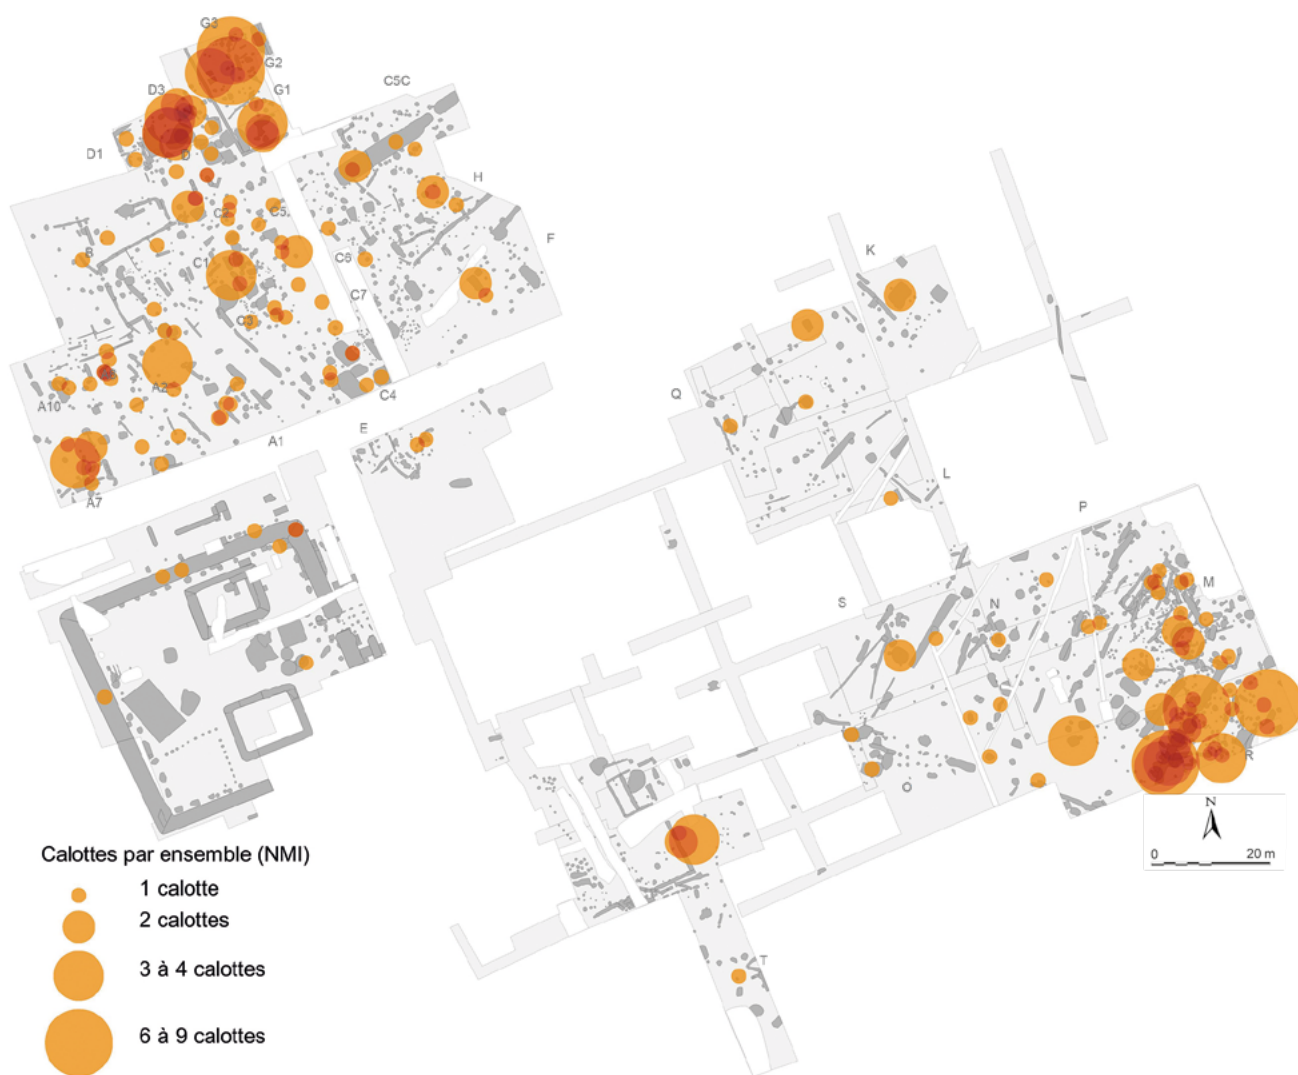 G3
G2
D3
G1
C5C
D1
D
H
C2
C5
F
B
C1
C6
K
C7
C3
A2
A10
C4
Q
A1
E
A7
L
P
M
S
N
R
O
N
0 20 m
T
Calottes par ensemble (NMI)
1 calotte
2 calottes
3 à 4 calottes
6 à 9 calottes